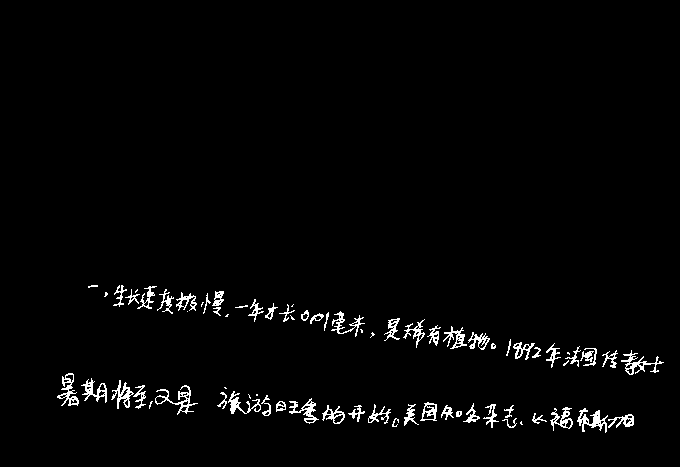 一，生长速度极慢，一年才长0.01毫米，是稀有植物。1892年法国传教士
暑期将至，又是 旅游旺季的开始。美国知名杂志《福布斯》日